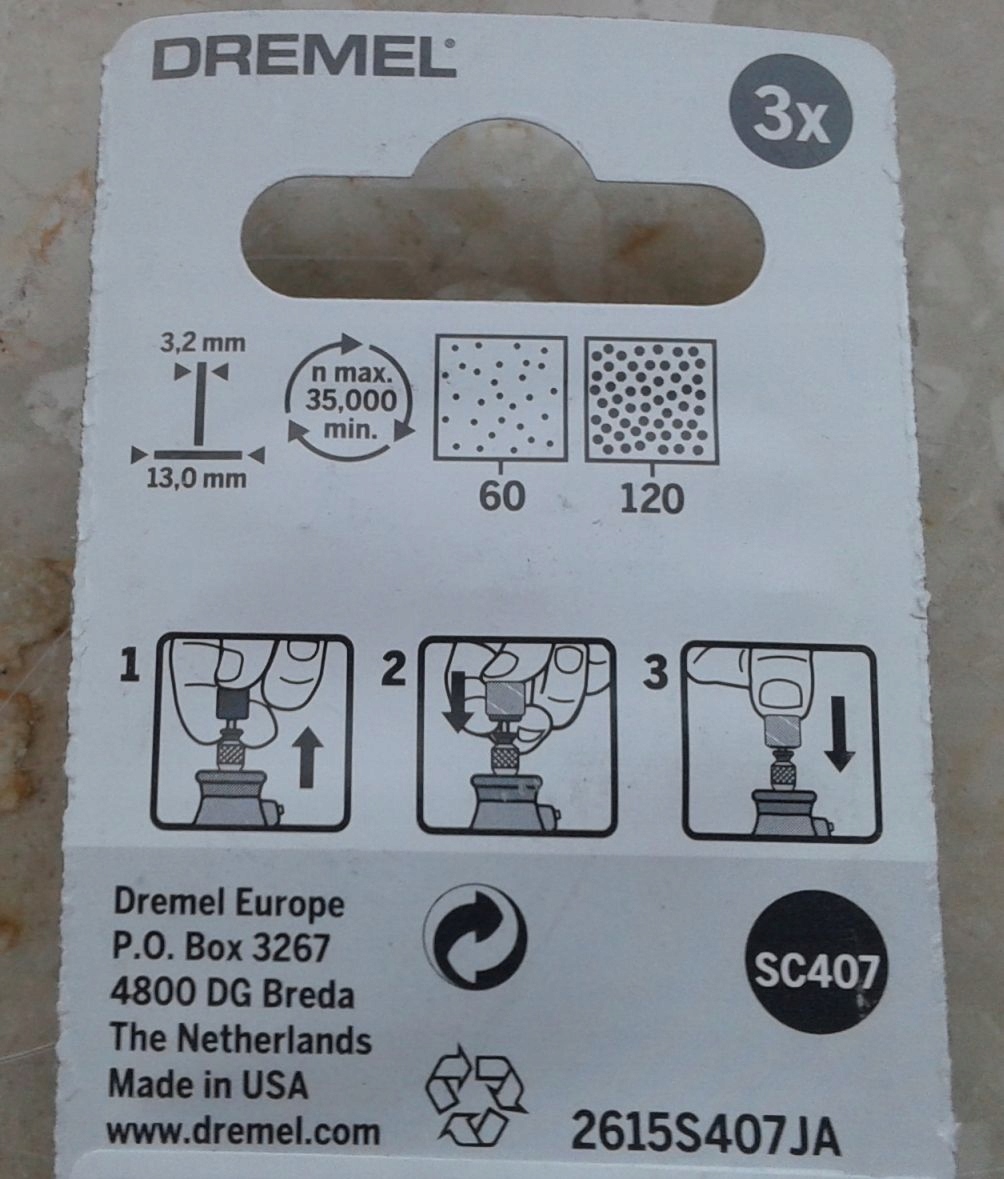 DREMEL®
3x
3,2 mm
13,0 mm
n max.
35,000
min.
60
120
1
2
3
Dremel Europe
P.O. Box 3267
4800 DG Breda
The Netherlands
Made in USA
www.dremel.com
SC407
2615S407JA